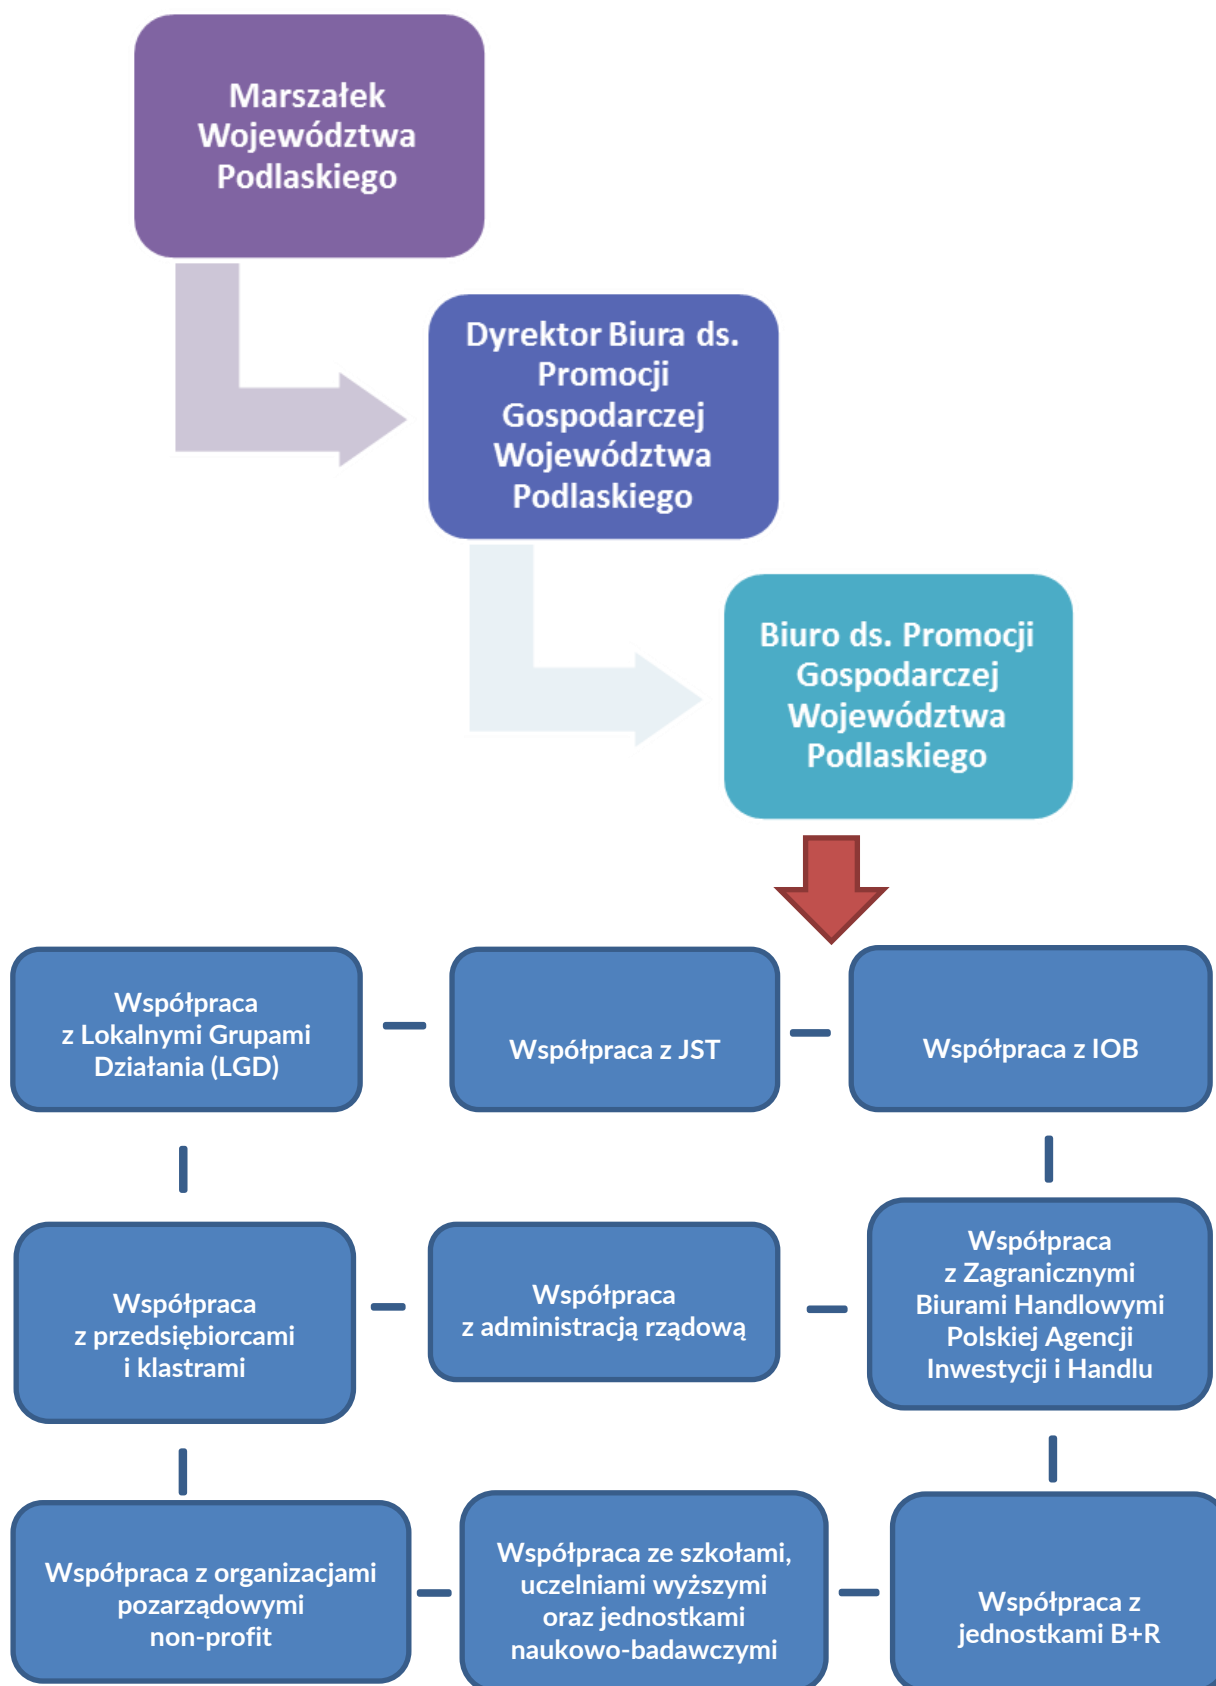 Marszałek
Województwa
Podlaskiego
Dyrektor Biura ds.
Promocji
Gospodarczej
Województwa
Podlaskiego
Biuro ds. Promocji
Gospodarczej
Województwa
Podlaskiego
Współpraca
z Lokalnymi Grupami
Działania (LGD)
Współpraca z JST
Współpraca z IOB
Współpraca
z przedsiębiorcami
i klastrami
Współpraca
z administracją rządową
Współpraca
z Zagranicznymi
Biurami Handlowymi
Polskiej Agencji
Inwestycji i Handlu
Współpraca z organizacjami
pozarządowymi
non-profit
Współpraca ze szkołami,
uczelniami wyższymi
oraz jednostkami
naukowo-badawczymi
Współpraca z
jednostkami B+R